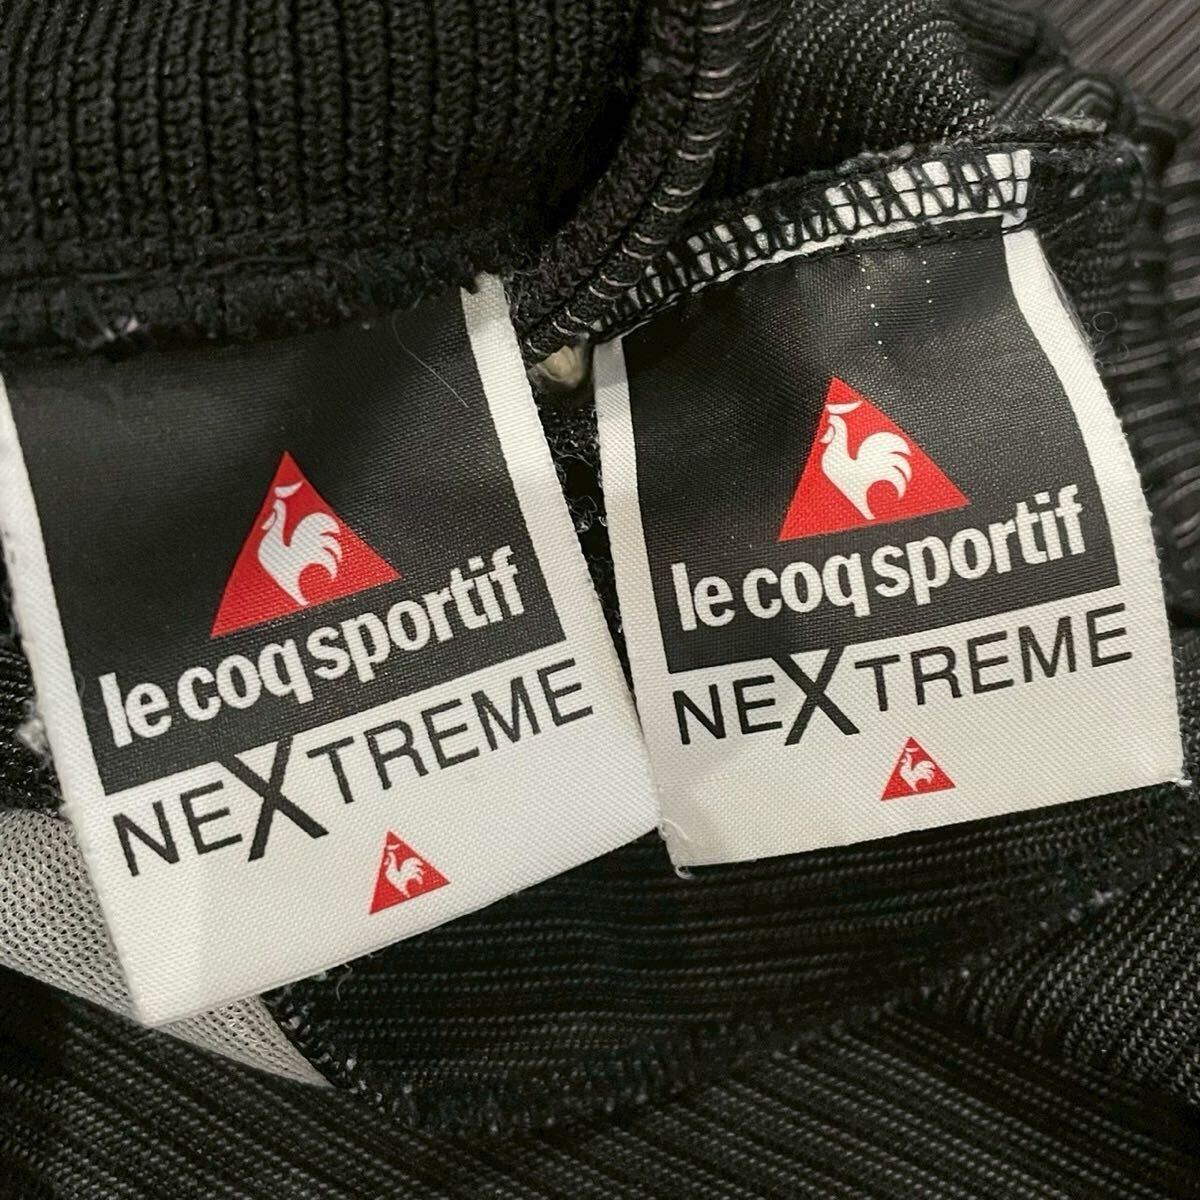 le coq sportif
NEXTREME
le coq sportif
NEXTREME